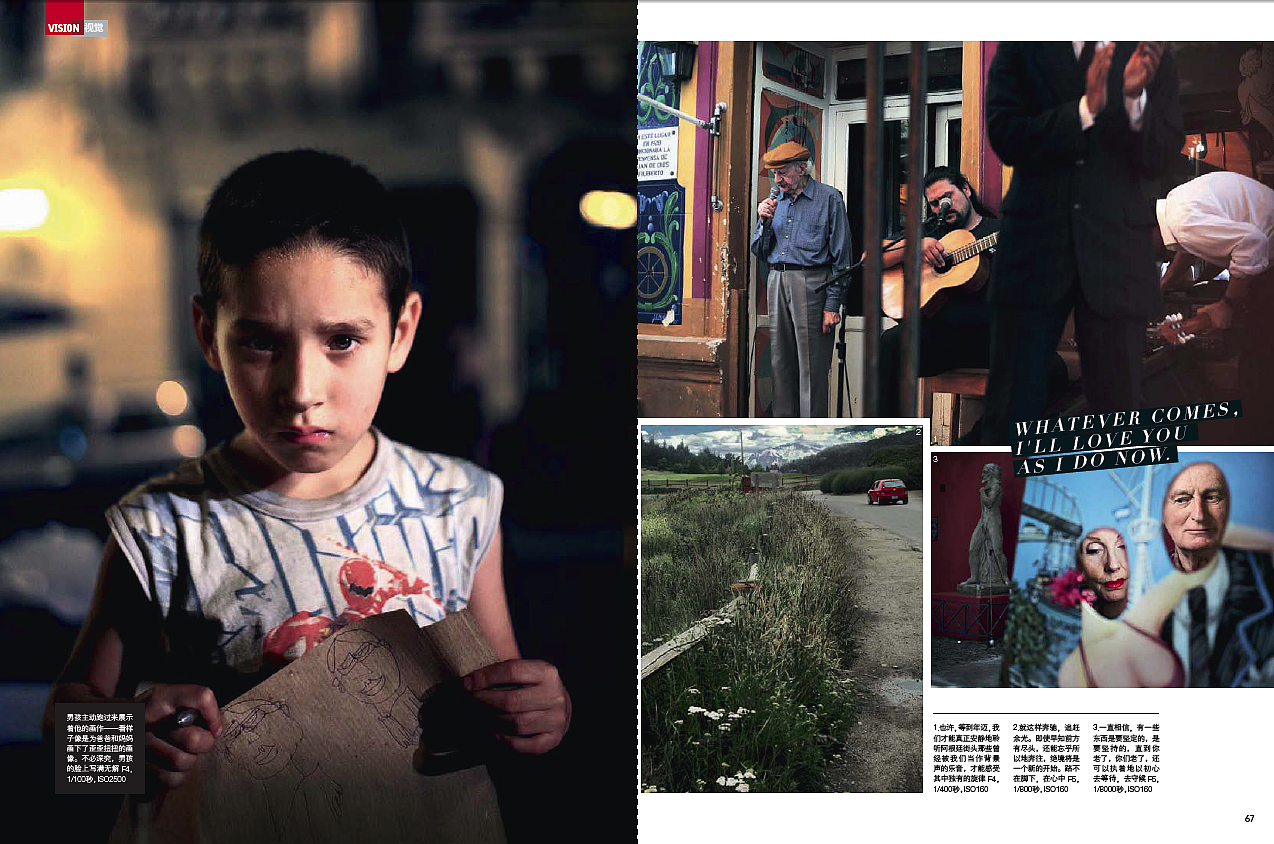 VISION 视觉
男孩主动跑过来展示
着他的画作——看样
子像是为爸爸和妈妈
画下了歪歪扭扭的画
像。不必深究，男孩
的脸上写满无解 F4,
1/100秒, ISO2500
N ESTE LUGAR
EN 1920
NCIONABA LA
SPENSA DE
AN DE DIOS
FILIBERTO
WHATEVER COMES,
I'LL LOVE YOU
AS I DO NOW.
2
3
1.也许，等到年迈，我
们才能真正安静地聆
听阿根廷街头那些曾
经被我们当作背景
声的乐音，才能感受
其中独有的旋律 F4,
1/400秒, ISO160
2.就这样奔驰，追赶
余光。即使早知前方
有尽头，还能忘乎所
以地奔往，绝境将是
一个新的开始。路不
在脚下，在心中 F5,
1/800秒, ISO160
3.一直相信，有一些
东西是要坚定的，是
要坚持的，直到你
老了，你们老了，还
可以执着地以初心
去等待，去守候 F5,
1/8000秒, ISO160
67